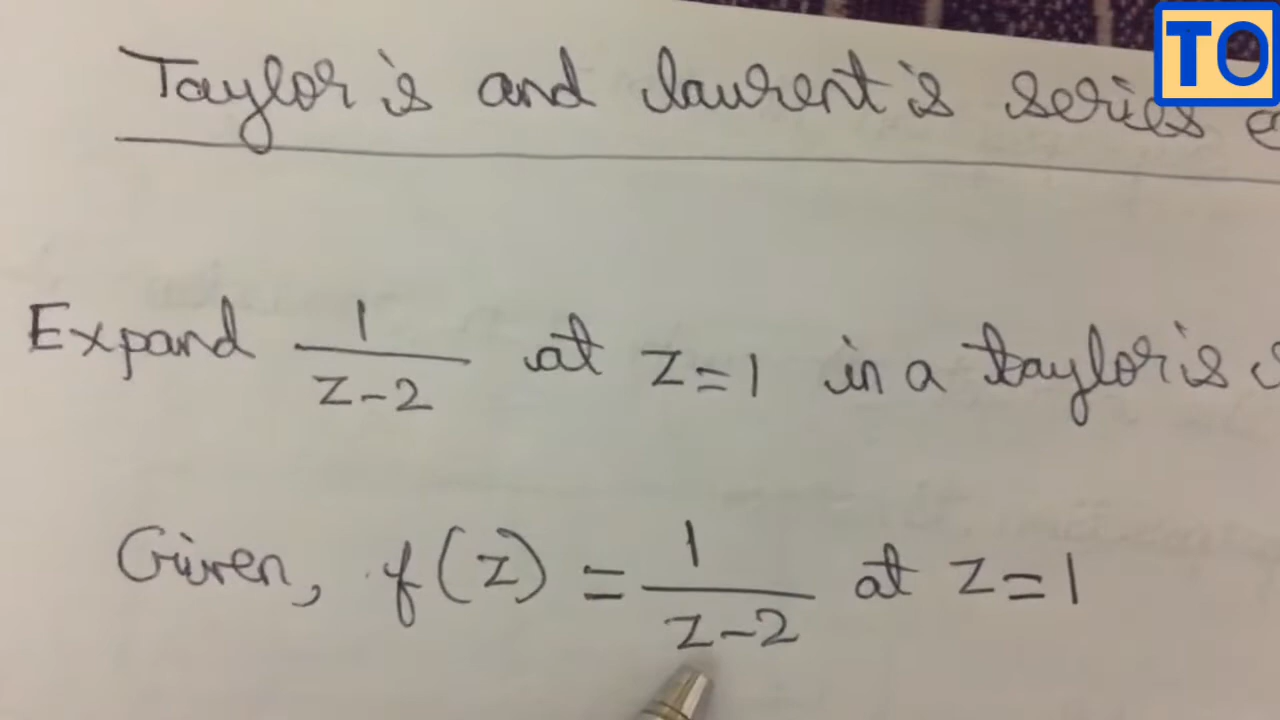 Taylor's and Laurent's series
TO
Expand 1/(z-2) at z=1 in a Taylor's
Given, f(z) = 1/(z-2) at z=1